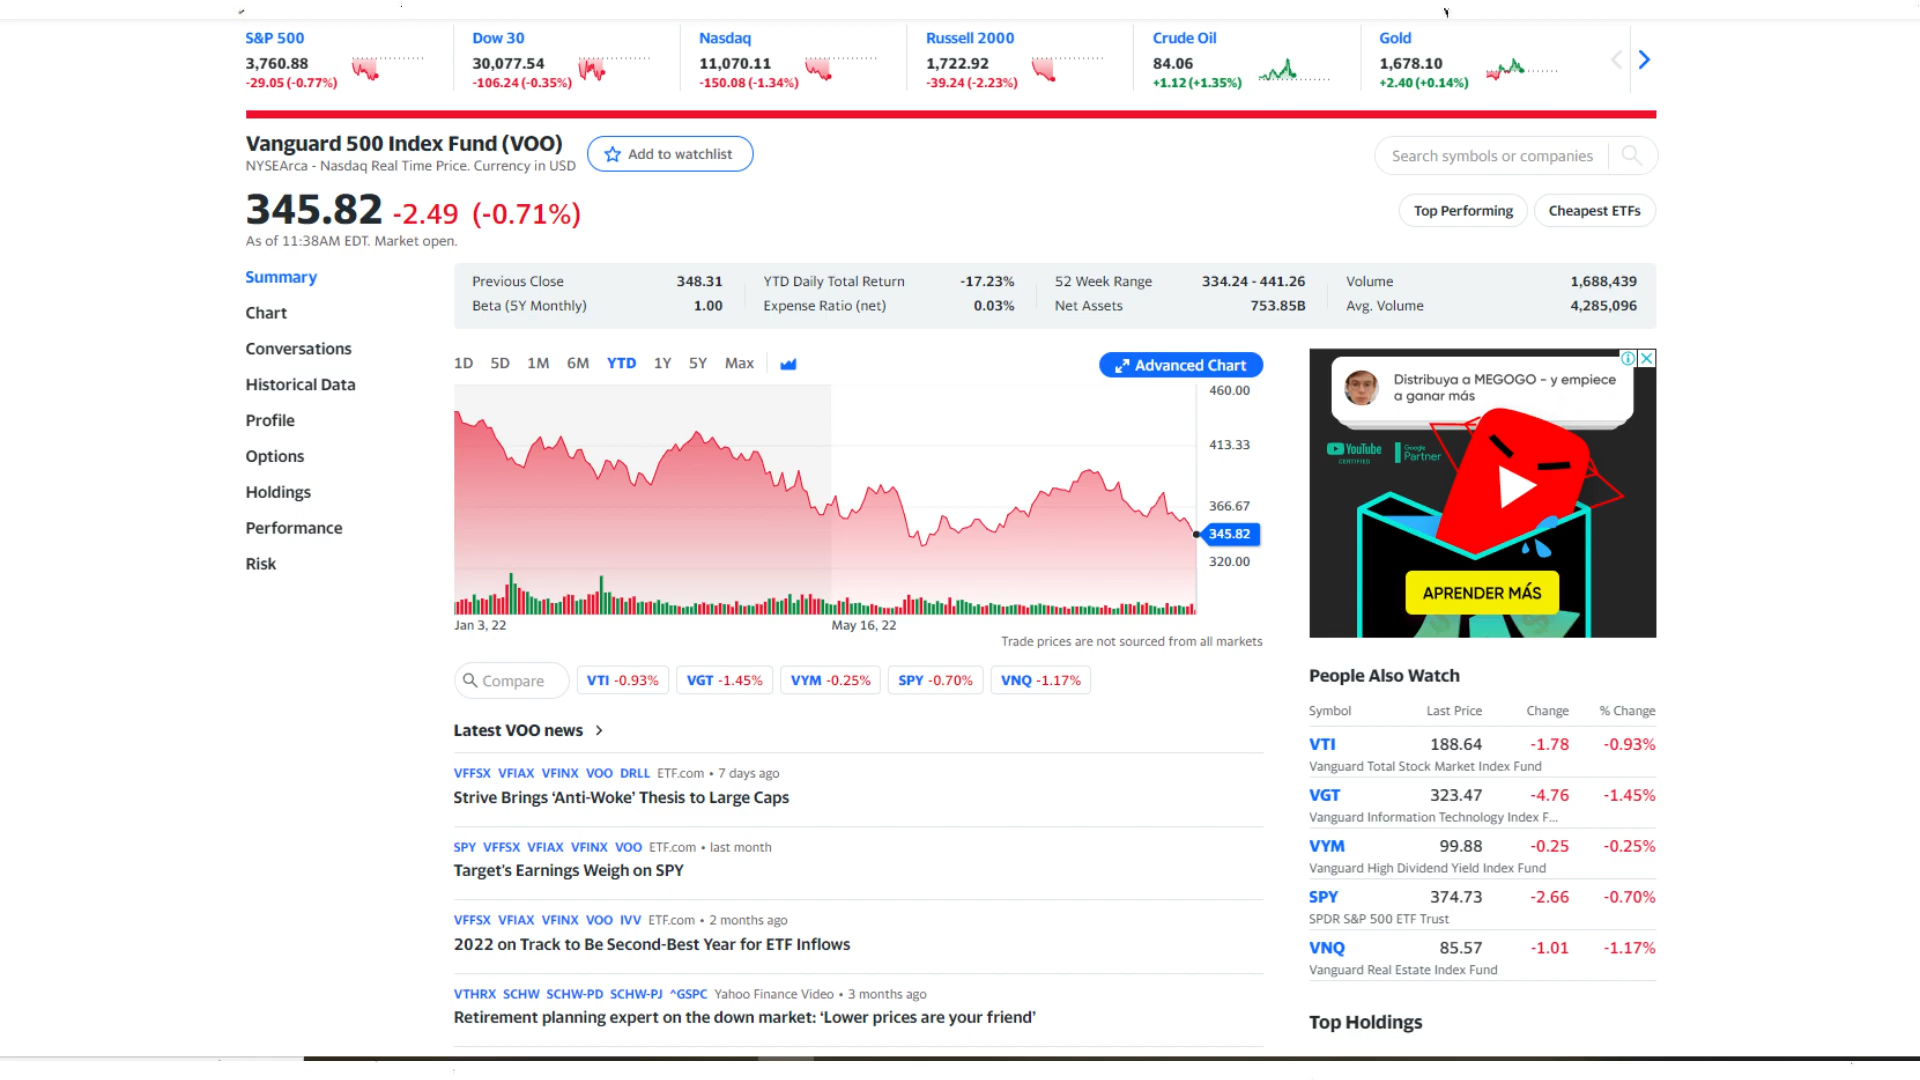 S&P 500
3,760.88
-29.05 (-0.77%)
Dow 30
30,077.54
-106.24 (-0.35%)
Nasdaq
11,070.11
-150.08 (-1.34%)
Russell 2000
1,722.92
-39.24 (-2.23%)
Crude Oil
84.06
+1.12 (+1.35%)
Gold
1,678.10
+2.40 (+0.14%)
Vanguard 500 Index Fund (VOO)
NYSEArca - Nasdaq Real Time Price. Currency in USD
Add to watchlist
Search symbols or companies
345.82 -2.49 (-0.71%)
As of 11:38AM EDT. Market open.
Top Performing
Cheapest ETFs
Summary
Chart
Conversations
Historical Data
Profile
Options
Holdings
Performance
Risk
Previous Close 348.31
Beta (5Y Monthly) 1.00
YTD Daily Total Return -17.23%
Expense Ratio (net) 0.03%
52 Week Range 334.24 - 441.26
Net Assets 753.85B
Volume 1,688,439
Avg. Volume 4,285,096
1D 5D 1M 6M YTD 1Y 5Y Max
Advanced Chart
460.00
413.33
366.67
345.82
320.00
Jan 3, 22
May 16, 22
Trade prices are not sourced from all markets
Compare
VTI -0.93%
VGT -1.45%
VYM -0.25%
SPY -0.70%
VNQ -1.17%
Latest VOO news
VFFSX VFIAX VFINX VOO DRLL ETF.com • 7 days ago
Strive Brings ‘Anti-Woke’ Thesis to Large Caps
SPY VFFSX VFIAX VFINX VOO ETF.com • last month
Target's Earnings Weigh on SPY
VFFSX VFIAX VFINX VOO IVV ETF.com • 2 months ago
2022 on Track to Be Second-Best Year for ETF Inflows
VTHRX SCHW SCHW-PD SCHW-PJ ^GSPC Yahoo Finance Video • 3 months ago
Retirement planning expert on the down market: ‘Lower prices are your friend’
Distribuya a MEGOGO - y empiece
a ganar más
YouTube
CERTIFIED
Google
Partner
APRENDER MÁS
People Also Watch
Symbol Last Price Change % Change
VTI 188.64 -1.78 -0.93%
Vanguard Total Stock Market Index Fund
VGT 323.47 -4.76 -1.45%
Vanguard Information Technology Index F...
VYM 99.88 -0.25 -0.25%
Vanguard High Dividend Yield Index Fund
SPY 374.73 -2.66 -0.70%
SPDR S&P 500 ETF Trust
VNQ 85.57 -1.01 -1.17%
Vanguard Real Estate Index Fund
Top Holdings